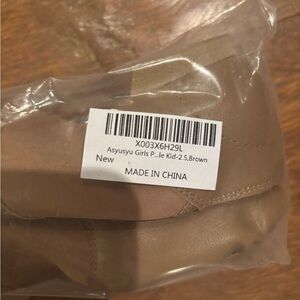 X003X6H29L
Asyusyu Girls P...le Kid-2.5,Brown
New
MADE IN CHINA